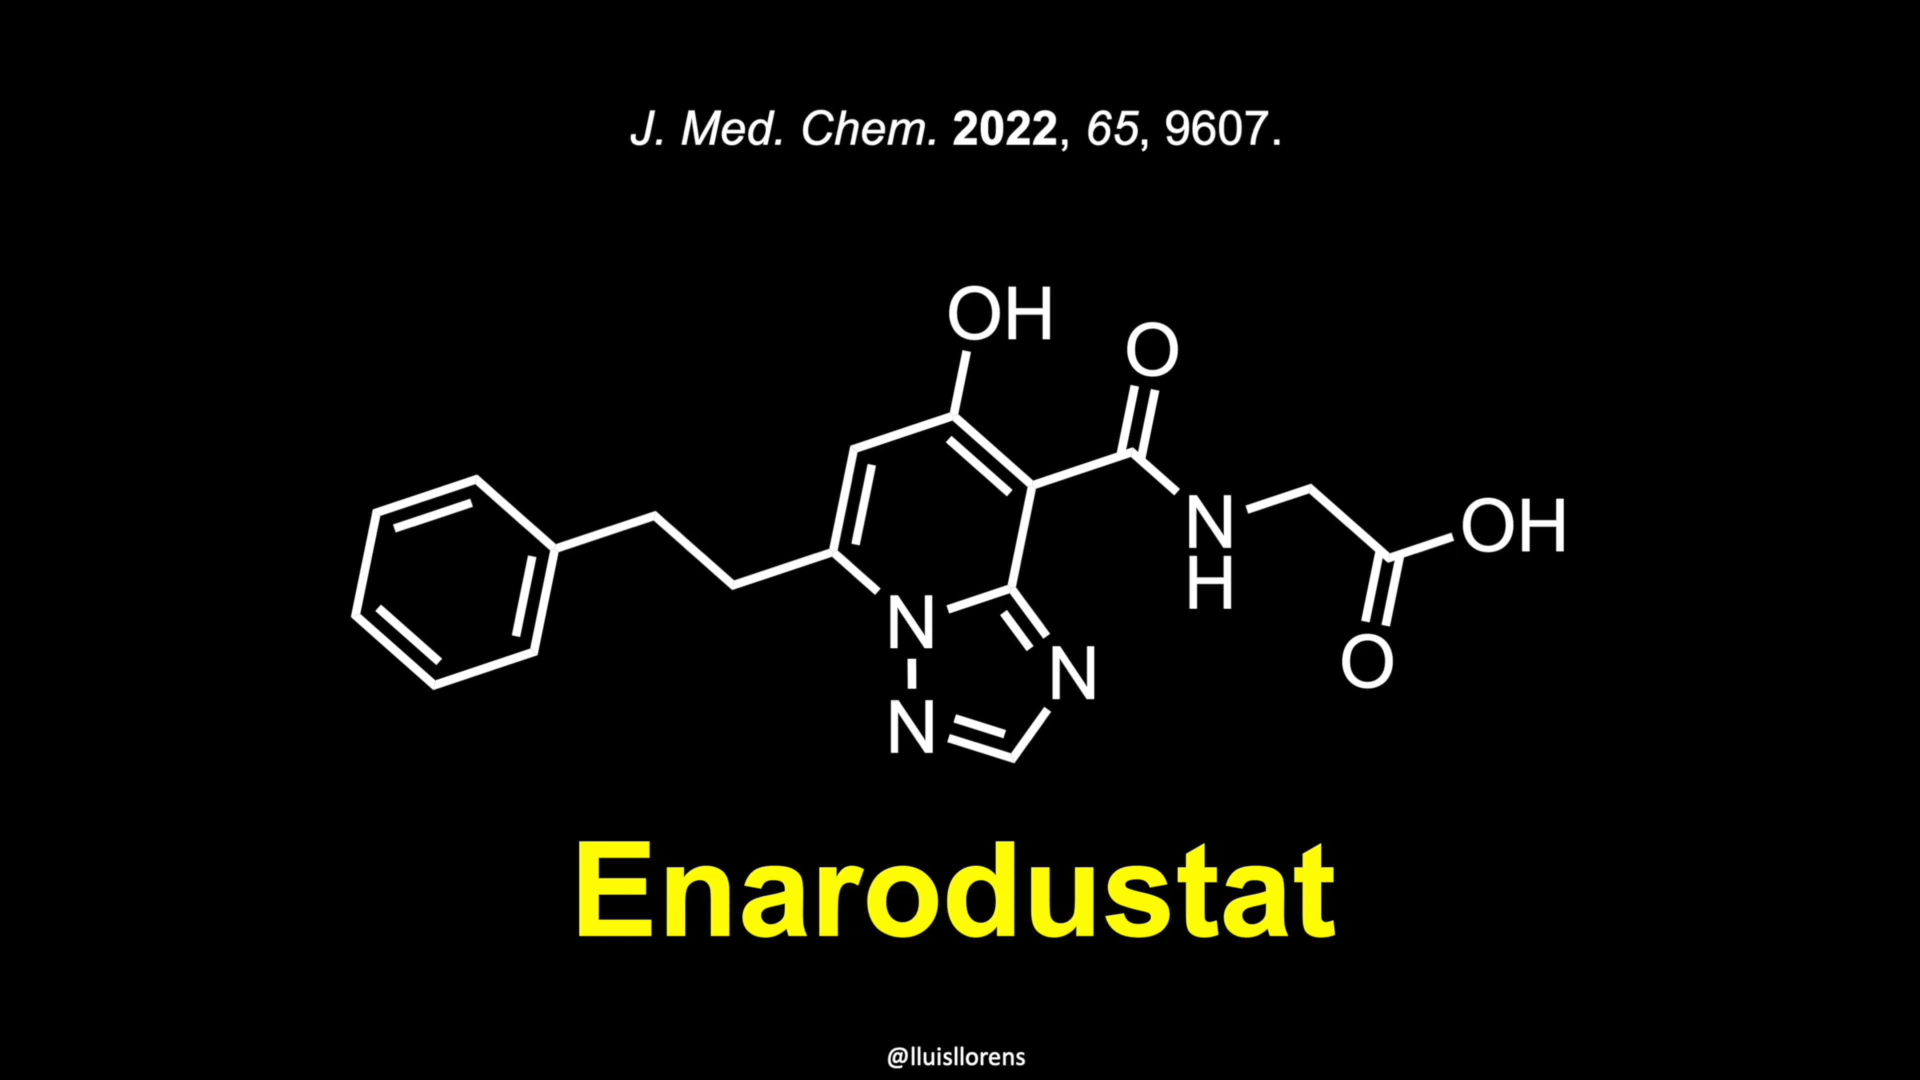 J. Med. Chem. 2022, 65, 9607.
OH
O
N
H
OH
O
N
N
N
Enarodustat
@lluisllorens